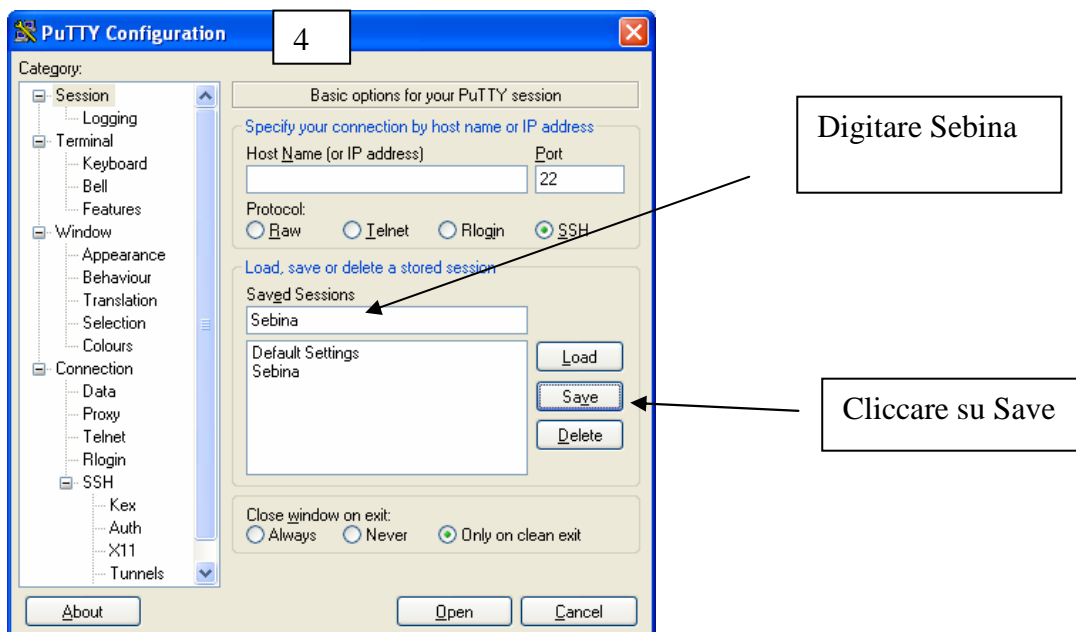 PuTTY Configuration
4
Category:
Session
Logging
Terminal
Keyboard
Bell
Features
Window
Appearance
Behaviour
Translation
Selection
Colours
Connection
Data
Proxy
Telnet
Rlogin
SSH
Kex
Auth
X11
Tunnels
Basic options for your PuTTY session
Specify your connection by host name or IP address
Host Name (or IP address) Port
22
Protocol:
Raw Telnet Rlogin SSH
Load, save or delete a stored session
Saved Sessions
Sebina
Default Settings
Sebina
Load
Save
Delete
Close window on exit:
Always Never Only on clean exit
About Open Cancel
Digitare Sebina
Cliccare su Save